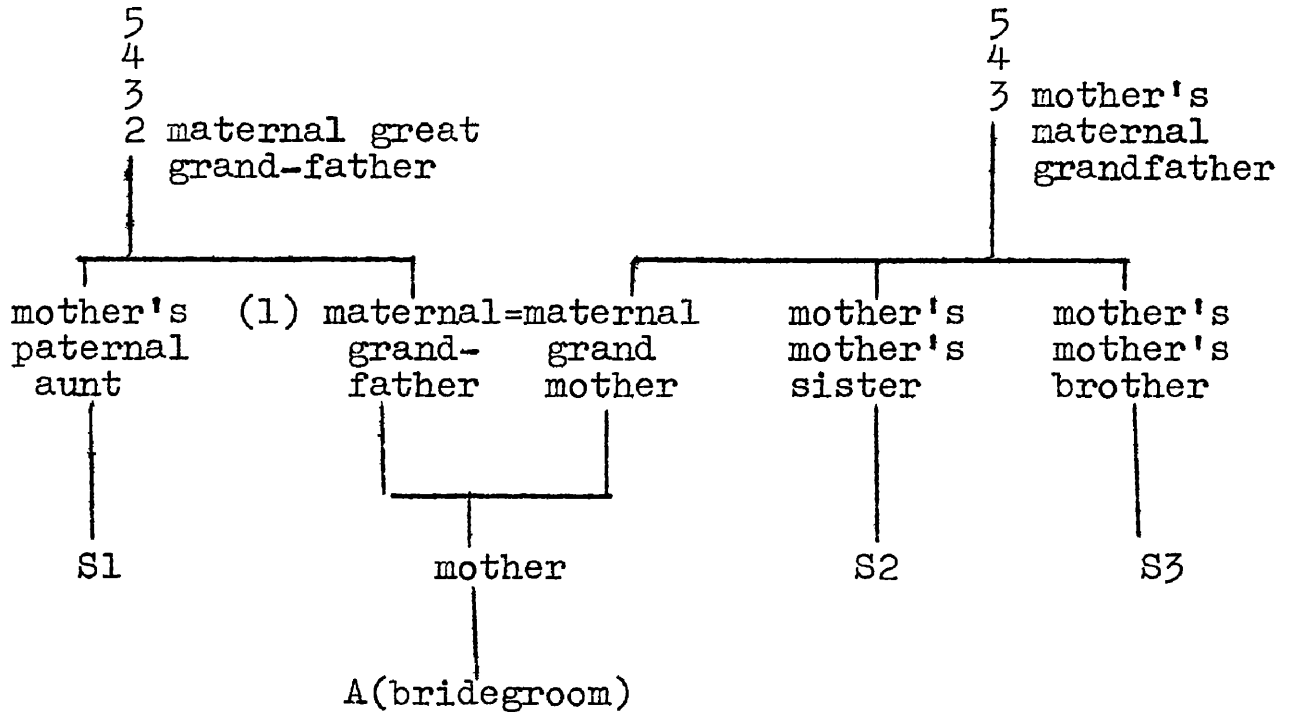 5
4
3
2 maternal great
grand-father
5
4
3 mother's
maternal
grandfather
mother's
paternal
aunt
(1) maternal=maternal
grand- grand
father mother
mother's
mother's
sister
mother's
mother's
brother
S1
mother
S2
S3
A(bridegroom)